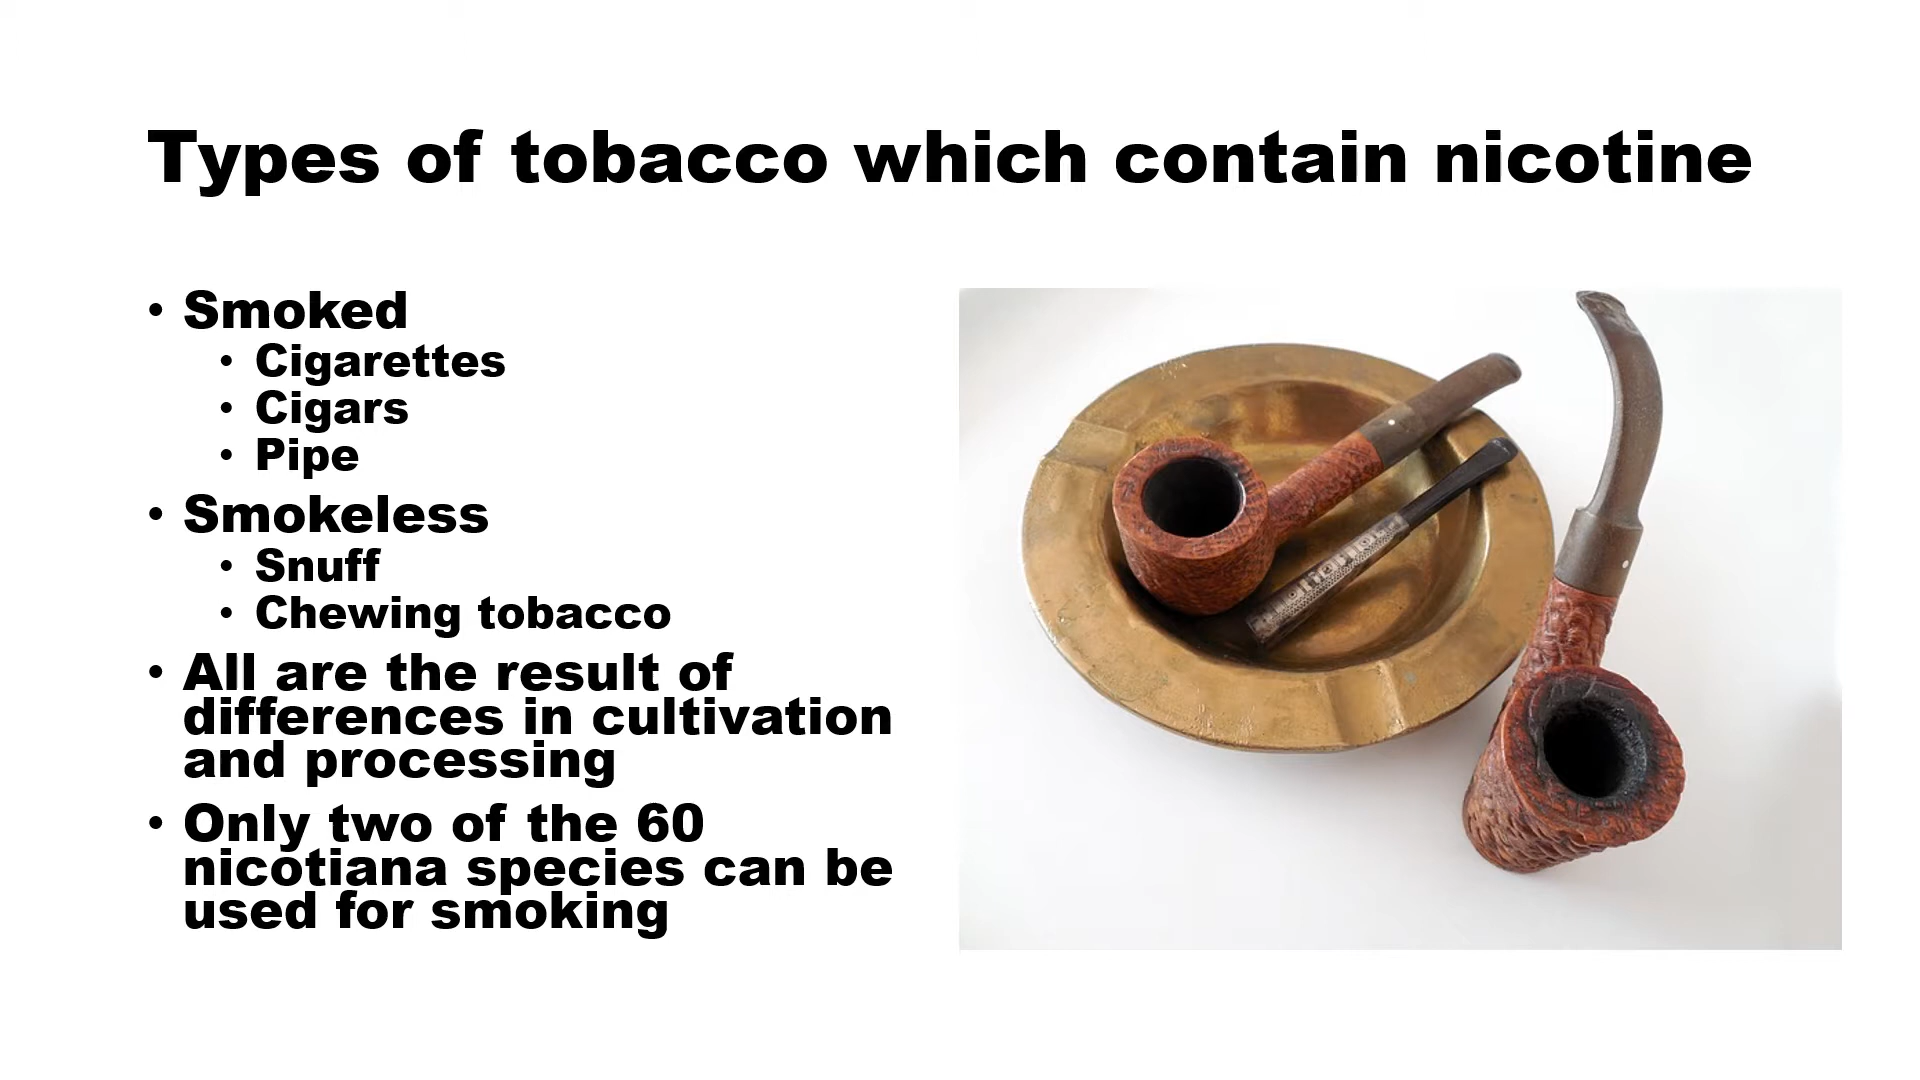 Types of tobacco which contain nicotine
• Smoked
• Cigarettes
• Cigars
• Pipe
• Smokeless
• Snuff
• Chewing tobacco
• All are the result of
differences in cultivation
and processing
• Only two of the 60
nicotiana species can be
used for smoking